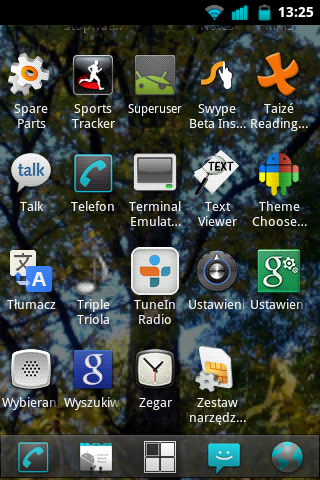 13:25
Spare Sports Superuser Swype Taizé
Parts Tracker Beta Ins... Reading...
talk
TEXT
Talk Telefon Terminal Text Theme
Emulat... Viewer Choose...
A
g
Tłumacz Triple TuneIn Ustawieni Ustawien
Triola Radio
g
Wybieran Wyszukiw Zegar Zestaw
narzędz...